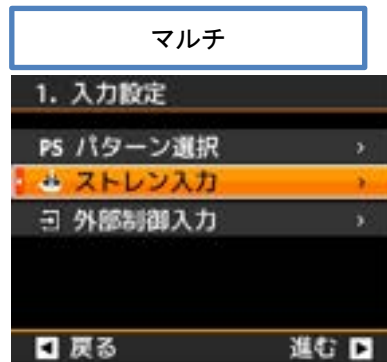 マルチ
1. 入力設定
PS パターン選択
ストレン入力
外部制御入力
戻る 進む